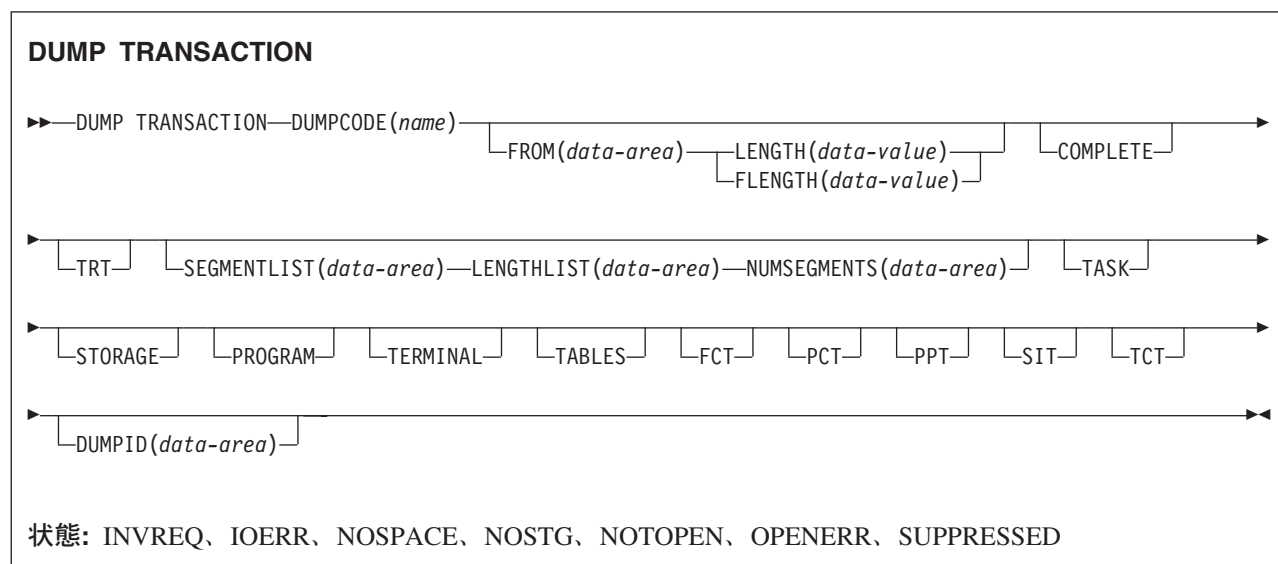 DUMP TRANSACTION
DUMP TRANSACTION DUMPCODE(name)
FROM(data-area) LENGTH(data-value) COMPLETE
FLENGTH(data-value)
TRT SEGMENTLIST(data-area) LENGTHLIST(data-area) NUMSEGMENTS(data-area) TASK
STORAGE PROGRAM TERMINAL TABLES FCT PCT PPT SIT TCT
DUMPID(data-area)
状態: INVREQ、IOERR、NOSPACE、NOSTG、NOTOPEN、OPENERR、SUPPRESSED